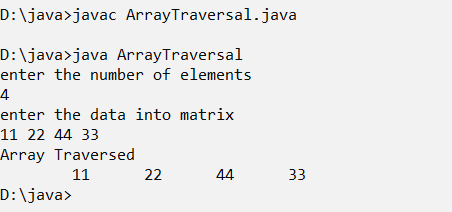 D:\java>javac ArrayTraversal.java
D:\java>java ArrayTraversal
enter the number of elements
4
enter the data into matrix
11 22 44 33
Array Traversed
11 22 44 33
D:\java>